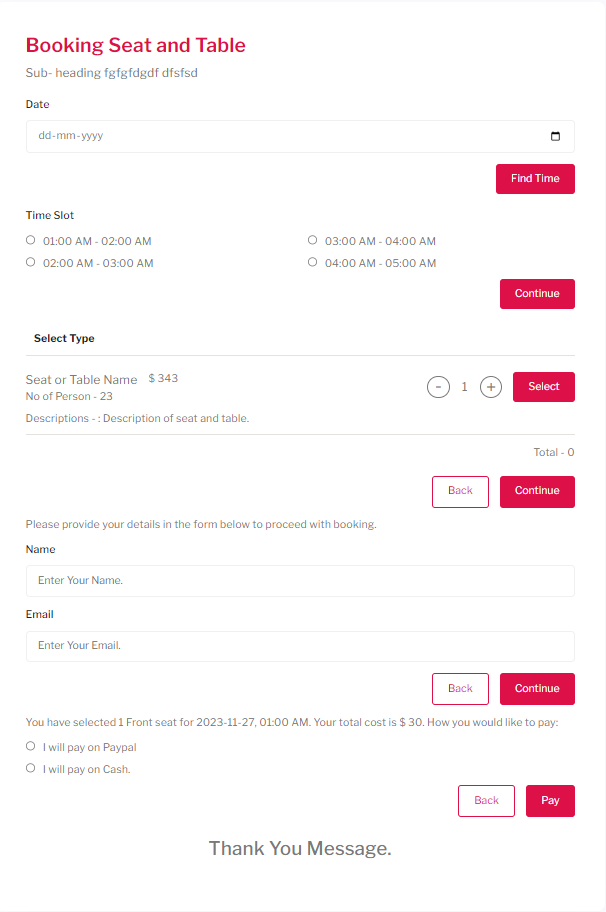 Booking Seat and Table
Sub- heading fgfgfdgdf dfsfsd
Date
dd-mm-yyyy
Find Time
Time Slot
01:00 AM - 02:00 AM
03:00 AM - 04:00 AM
02:00 AM - 03:00 AM
04:00 AM - 05:00 AM
Continue
Select Type
Seat or Table Name $ 343
- 1 + Select
No of Person - 23
Descriptions - : Description of seat and table.
Total - 0
Back Continue
Please provide your details in the form below to proceed with booking.
Name
Enter Your Name.
Email
Enter Your Email.
Back Continue
You have selected 1 Front seat for 2023-11-27, 01:00 AM. Your total cost is $ 30. How you would like to pay:
I will pay on Paypal
I will pay on Cash.
Back Pay
Thank You Message.